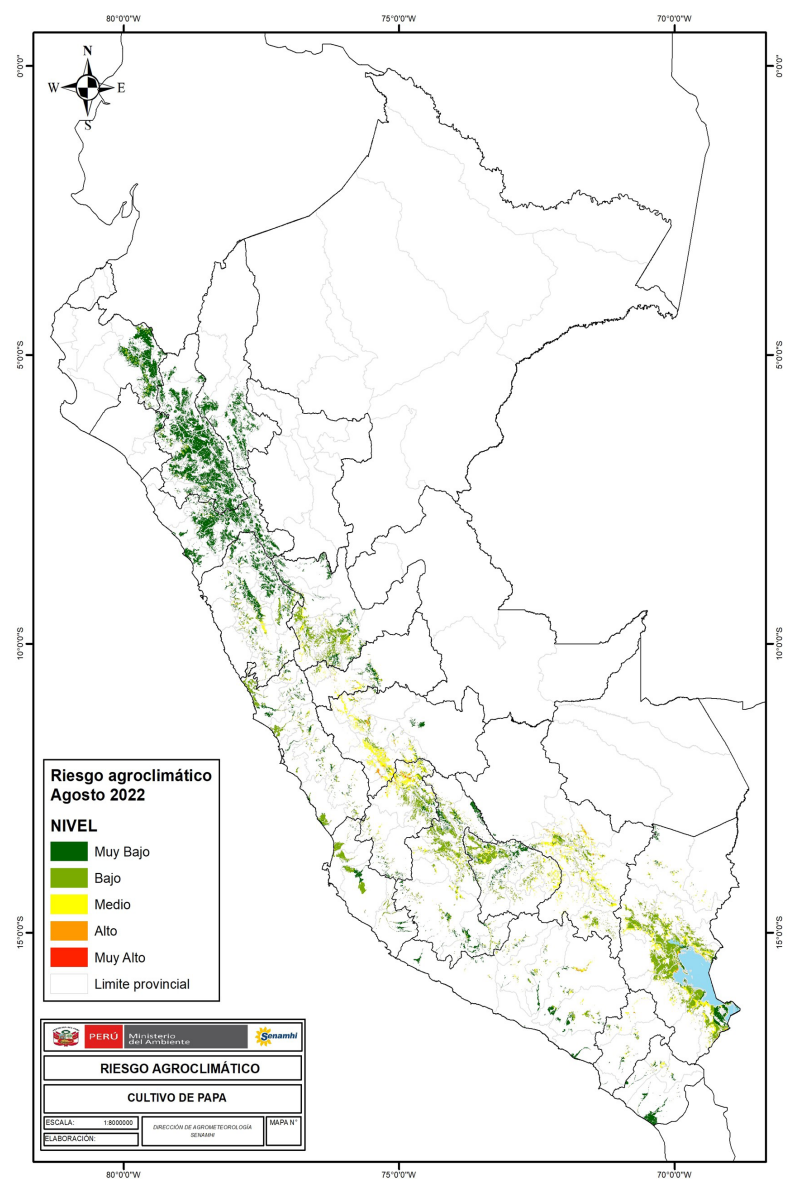 80°0'0"W 75°0'0"W 70°0'0"W
N
W E
S
0°0'0" 0°0'0"
5°0'0"S 5°0'0"S
10°0'0"S 10°0'0"S
15°0'0"S 15°0'0"S
Riesgo agroclimático
Agosto 2022
NIVEL
Muy Bajo
Bajo
Medio
Alto
Muy Alto
Limite provincial
PERÚ Ministerio
del Ambiente
Senamhi
RIESGO AGROCLIMÁTICO
CULTIVO DE PAPA
ESCALA: 1:8000000
ELABORACIÓN:
DIRECCIÓN DE AGROMETEOROLOGÍA
SENAMHI
MAPA N°
80°0'0"W 75°0'0"W 70°0'0"W